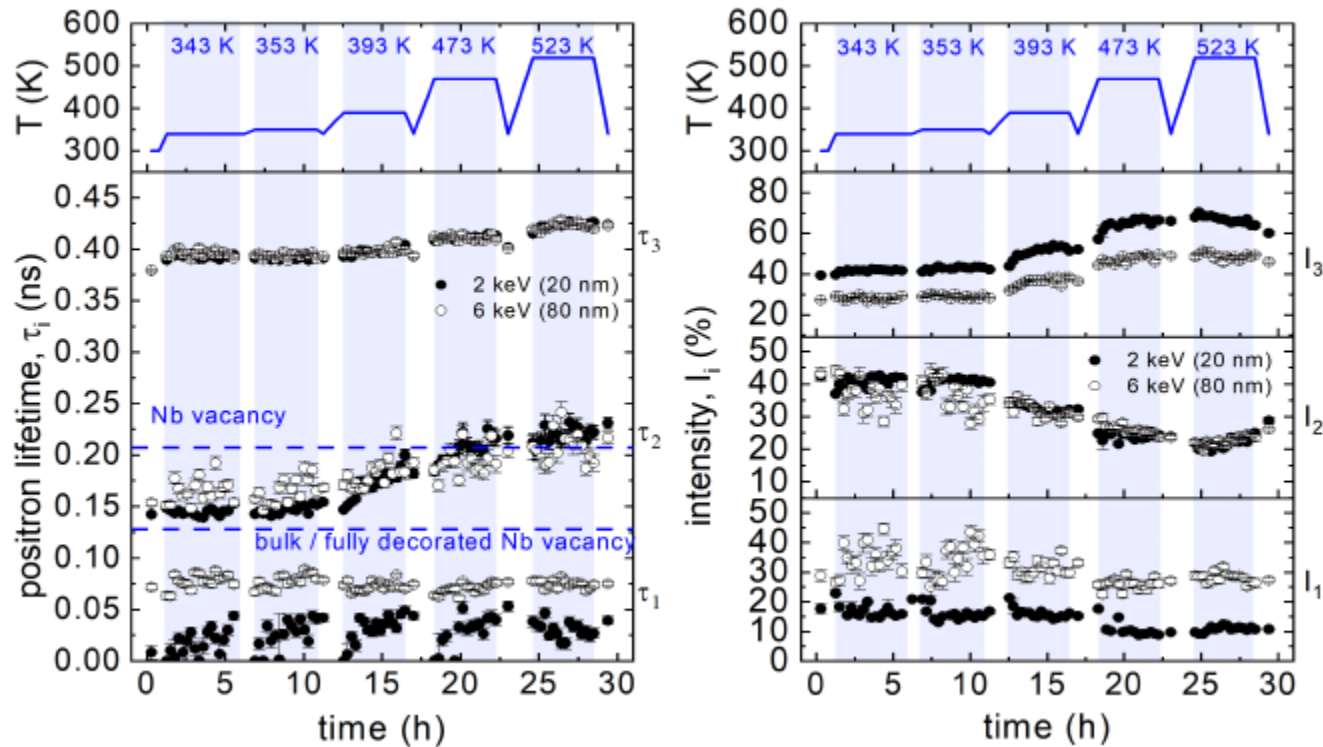 600
500
400
300
T (K)
343 K
353 K
393 K
473 K
523 K
0.45
0.40
0.35
0.30
0.25
0.20
0.15
0.10
0.05
0.00
positron lifetime, τi (ns)
τ3
2 keV (20 nm)
6 keV (80 nm)
Nb vacancy
τ2
bulk / fully decorated Nb vacancy
τ1
0 5 10 15 20 25 30
time (h)
600
500
400
300
T (K)
343 K
353 K
393 K
473 K
523 K
80
60
40
20
I3
50
40
30
20
10
2 keV (20 nm)
6 keV (80 nm)
I2
50
40
30
20
10
0
I1
intensity, Ii (%)
0 5 10 15 20 25 30
time (h)